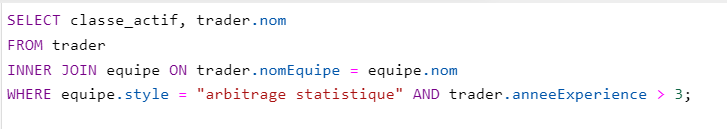 SELECT classe_actif, trader.nom
FROM trader
INNER JOIN equipe ON trader.nomEquipe = equipe.nom
WHERE equipe.style = "arbitrage statistique" AND trader.anneeExperience > 3;